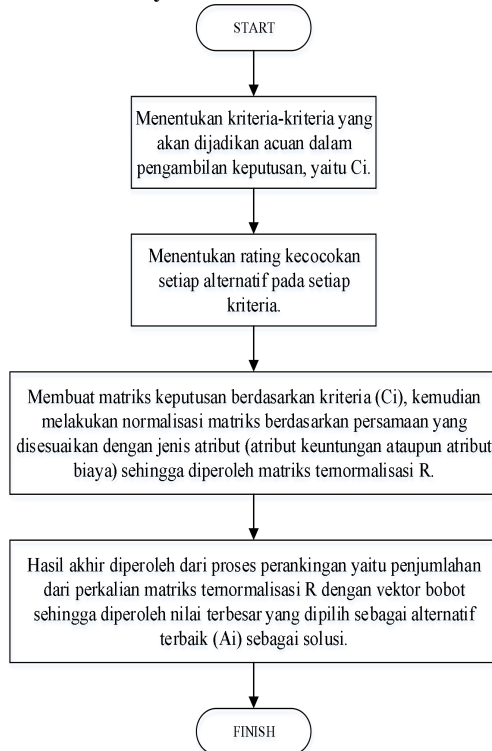 START
Menentukan kriteria-kriteria yang
akan dijadikan acuan dalam
pengambilan keputusan, yaitu Ci.
Menentukan rating kecocokan
setiap alternatif pada setiap
kriteria.
Membuat matriks keputusan berdasarkan kriteria (Ci), kemudian
melakukan normalisasi matriks berdasarkan persamaan yang
disesuaikan dengan jenis atribut (atribut keuntungan ataupun atribut
biaya) sehingga diperoleh matriks ternormalisasi R.
Hasil akhir diperoleh dari proses perankingan yaitu penjumlahan
dari perkalian matriks ternormalisasi R dengan vektor bobot
sehingga diperoleh nilai terbesar yang dipilih sebagai alternatif
terbaik (Ai) sebagai solusi.
FINISH